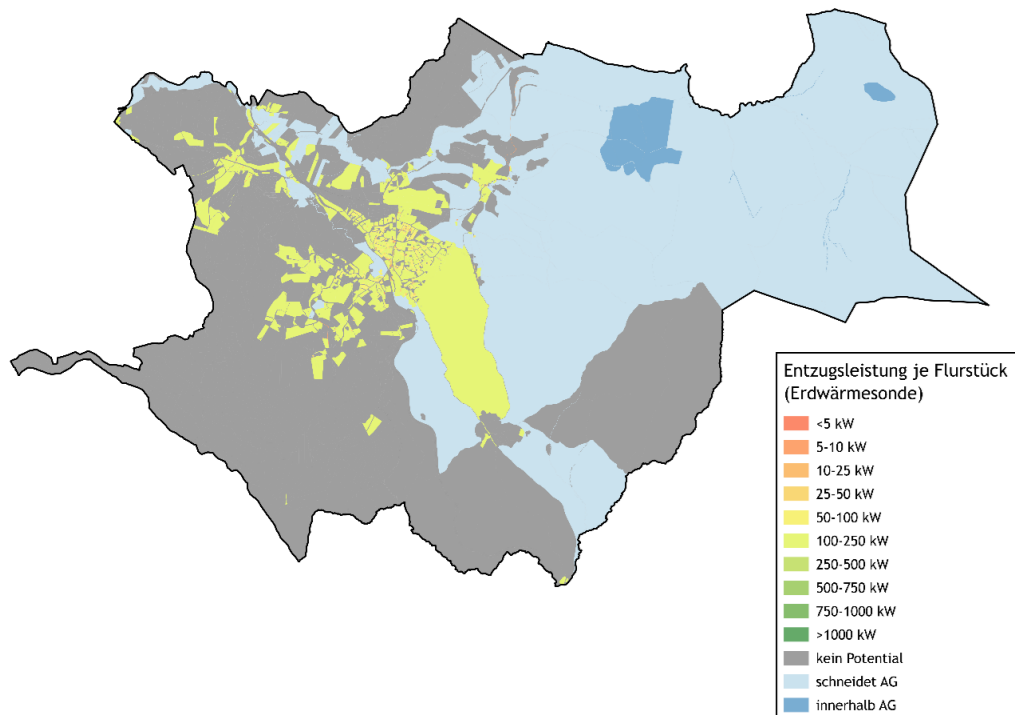 Entzugsleistung je Flurstück
(Erdwärmesonde)
<5 kW
5-10 kW
10-25 kW
25-50 kW
50-100 kW
100-250 kW
250-500 kW
500-750 kW
750-1000 kW
>1000 kW
kein Potential
schneidet AG
innerhalb AG